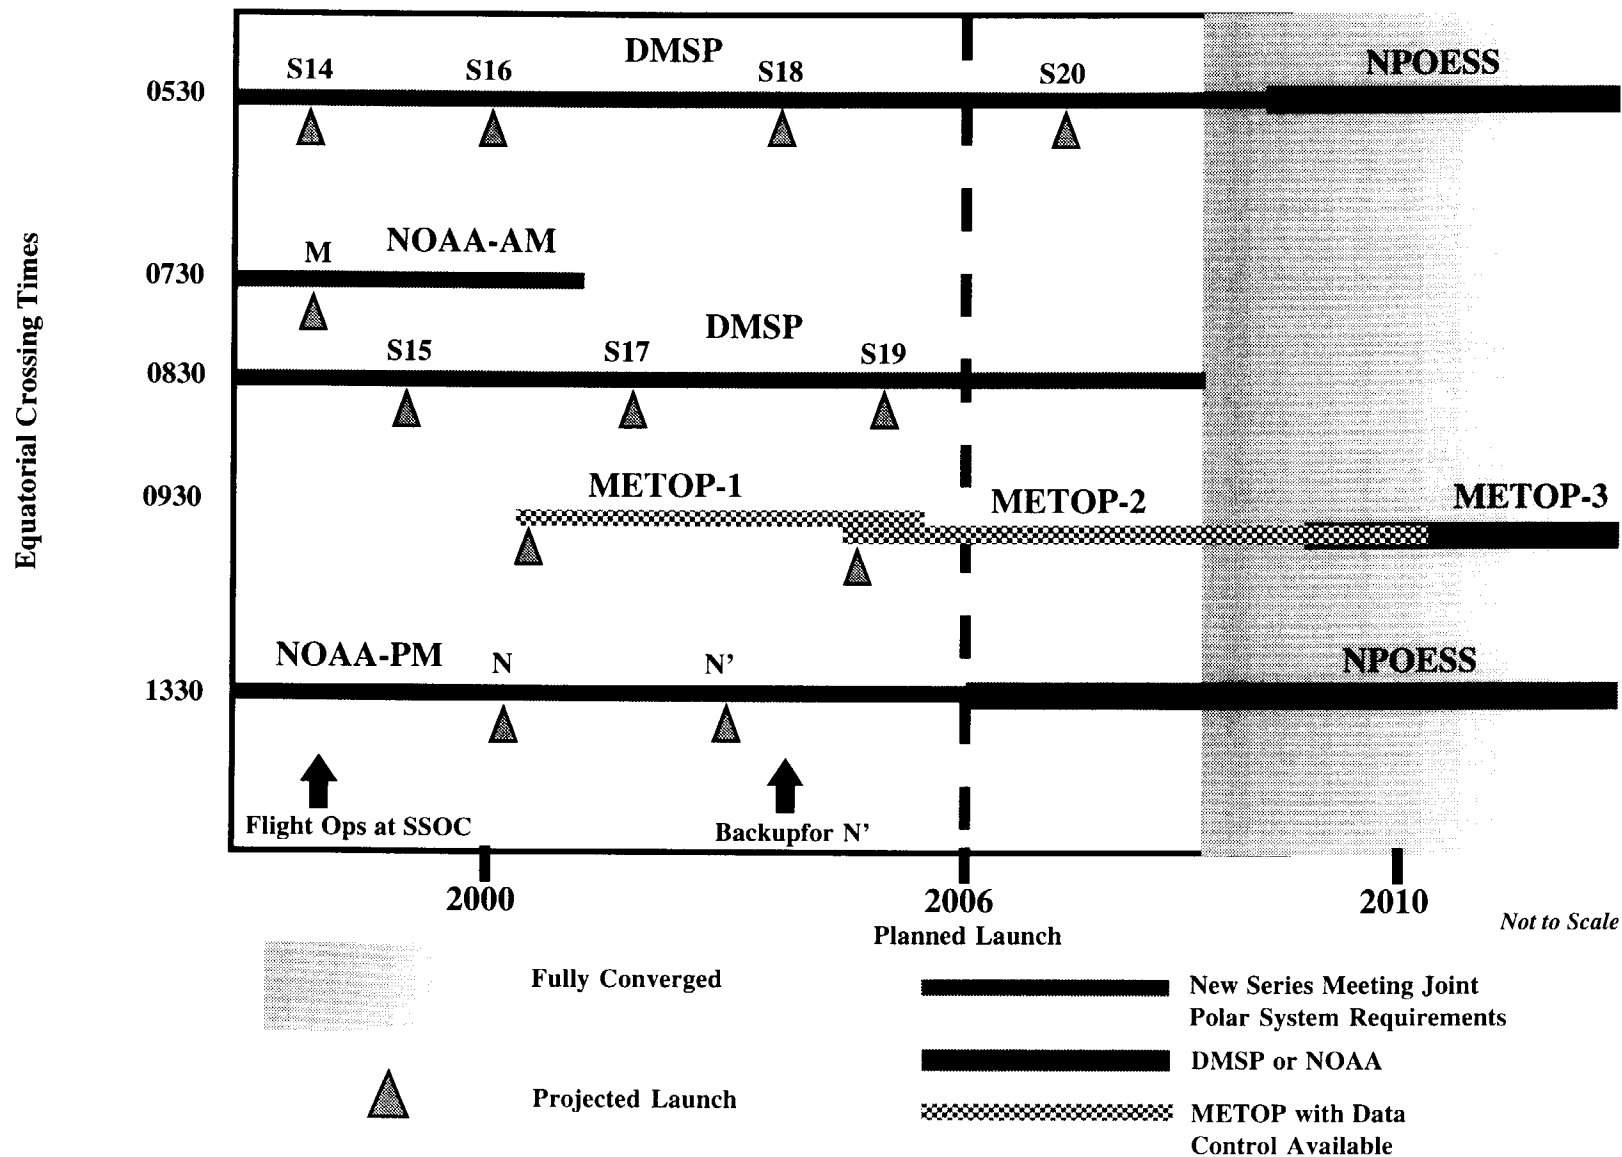 DMSP
S14
S16
S18
S20
NPOESS
0530
M
NOAA-AM
0730
DMSP
S15
S17
S19
0830
Equatorial Crossing Times
0930
METOP-1
METOP-2
METOP-3
NOAA-PM
N
N'
NPOESS
1330
Flight Ops at SSOC
Backupfor N'
2000
2006
2010
Planned Launch
Not to Scale
Fully Converged
New Series Meeting Joint
Polar System Requirements
DMSP or NOAA
Projected Launch
METOP with Data
Control Available